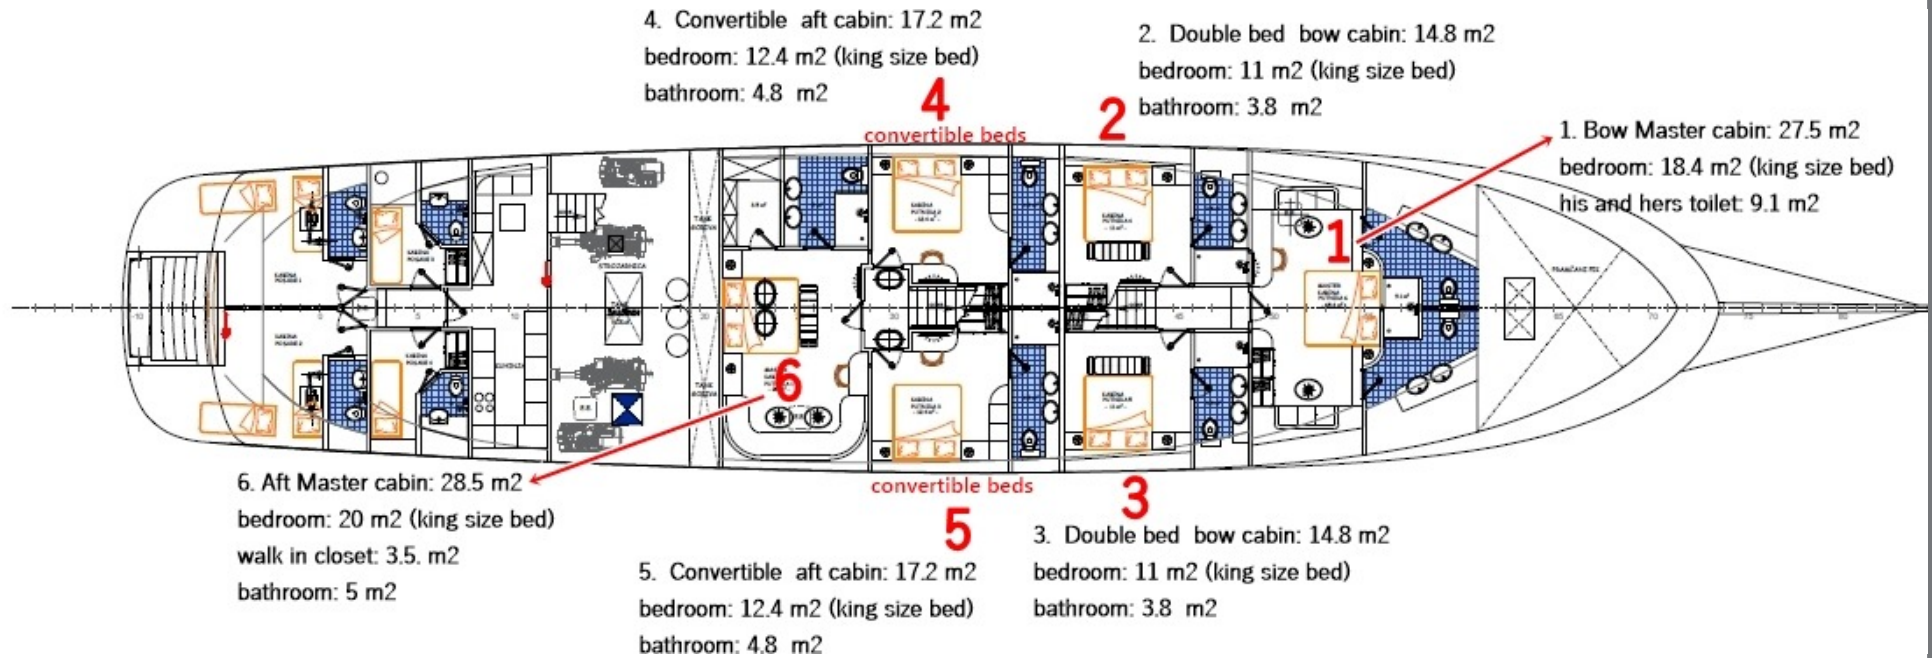 4. Convertible aft cabin: 17.2 m2
bedroom: 12.4 m2 (king size bed)
bathroom: 4.8 m2
4
convertible beds
2. Double bed bow cabin: 14.8 m2
bedroom: 11 m2 (king size bed)
bathroom: 3.8 m2
2
1. Bow Master cabin: 27.5 m2
bedroom: 18.4 m2 (king size bed)
his and hers toilet: 9.1 m2
1
6
6. Aft Master cabin: 28.5 m2
bedroom: 20 m2 (king size bed)
walk in closet: 3.5. m2
bathroom: 5 m2
convertible beds
5
5. Convertible aft cabin: 17.2 m2
bedroom: 12.4 m2 (king size bed)
bathroom: 4.8 m2
3
3. Double bed bow cabin: 14.8 m2
bedroom: 11 m2 (king size bed)
bathroom: 3.8 m2